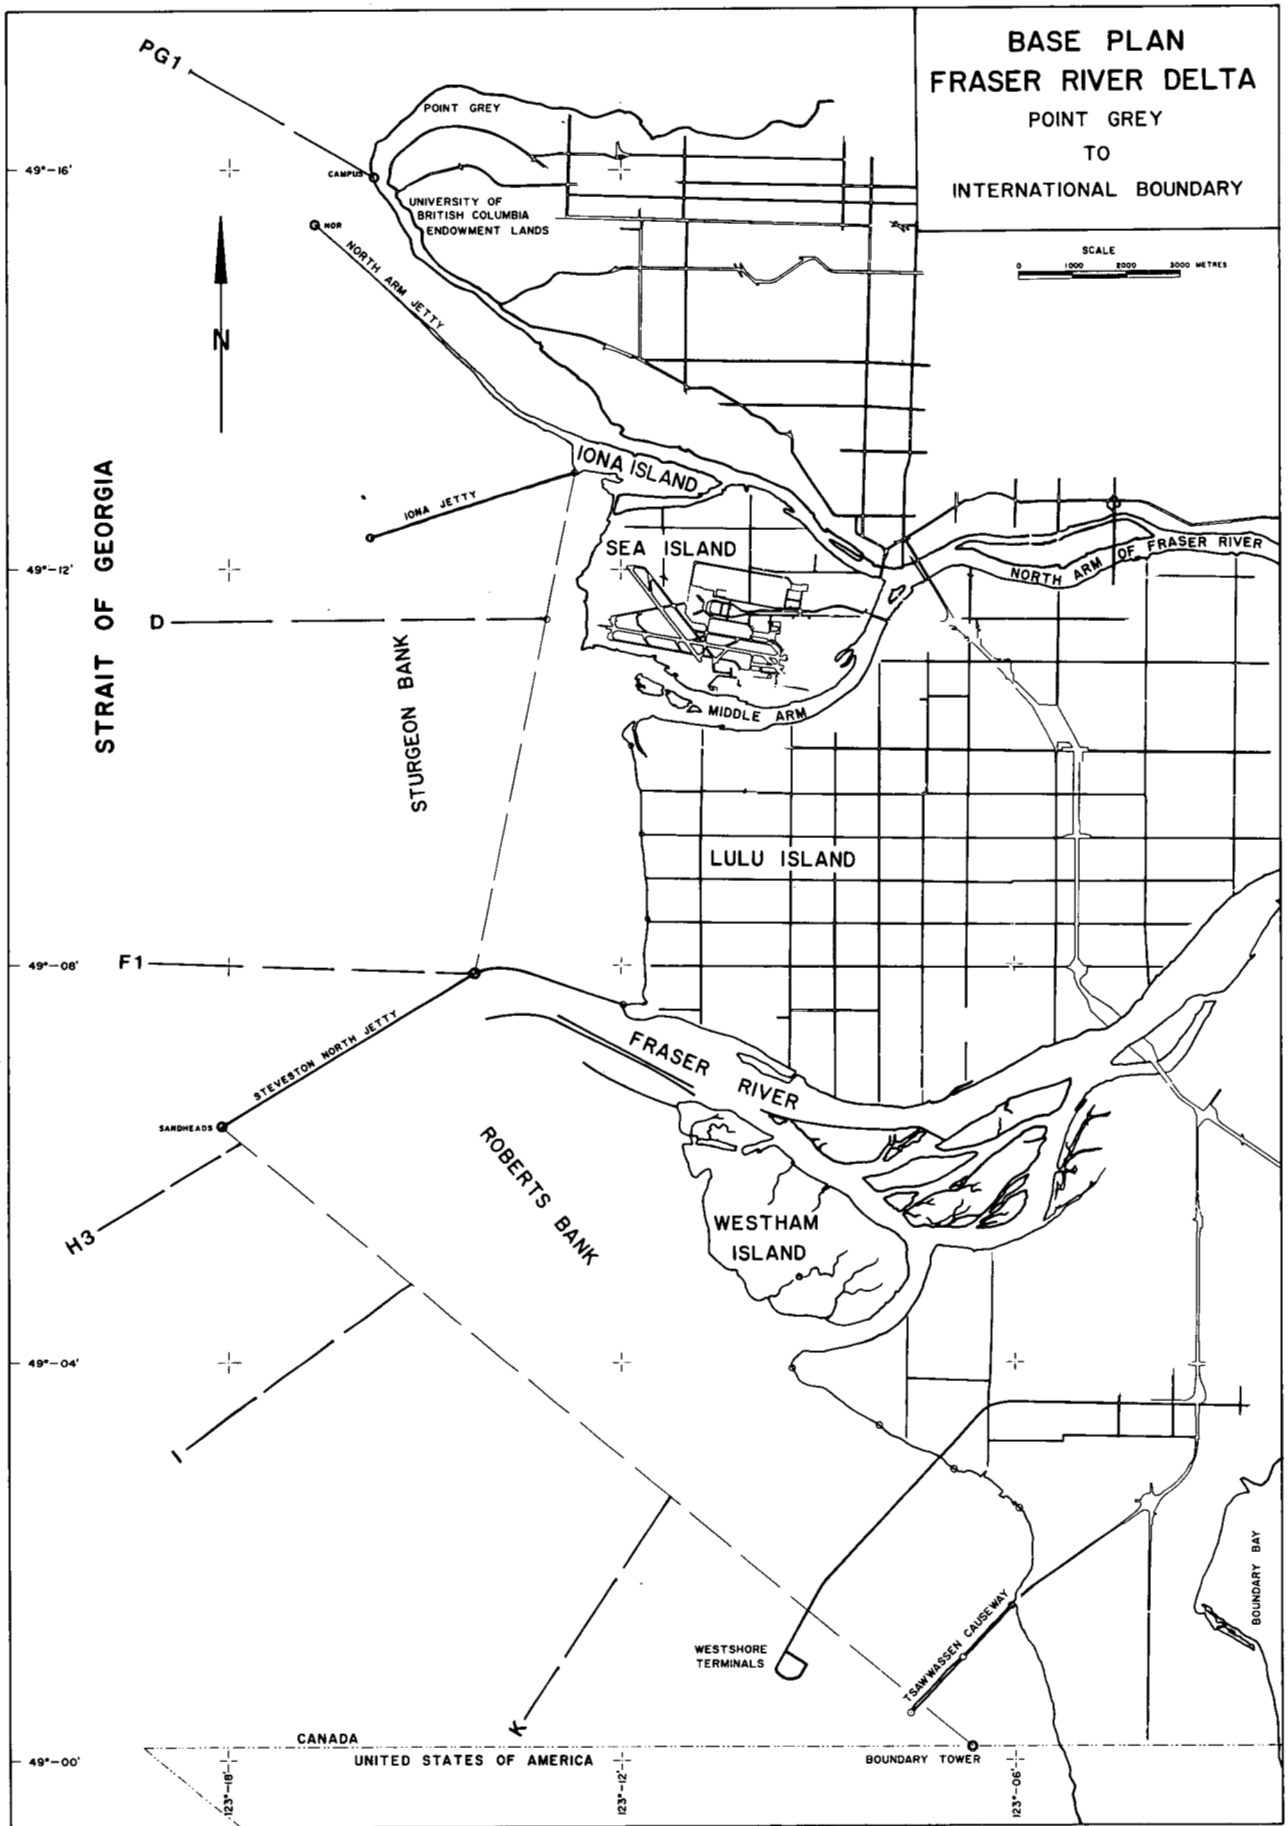 BASE PLAN
FRASER RIVER DELTA
POINT GREY
TO
INTERNATIONAL BOUNDARY
SCALE
0 1000 2000 3000 METRES
PG1
POINT GREY
49°-16'
CAMPUS
UNIVERSITY OF
BRITISH COLUMBIA
ENDOWMENT LANDS
NOR
NORTH ARM JETTY
N
IONA ISLAND
IONA JETTY
STRAIT OF GEORGIA
SEA ISLAND
NORTH ARM OF FRASER RIVER
49°-12'
D
STURGEON BANK
MIDDLE ARM
LULU ISLAND
49°-08'
F1
STEVESTON NORTH JETTY
FRASER RIVER
SANDHEADS
ROBERTS BANK
H3
WESTHAM
ISLAND
49°-04'
I
BOUNDARY BAY
TSAWWASSEN CAUSEWAY
WESTSHORE
TERMINALS
K
CANADA
49°-00'
UNITED STATES OF AMERICA
BOUNDARY TOWER
123°-18'
123°-12'
123°-06'